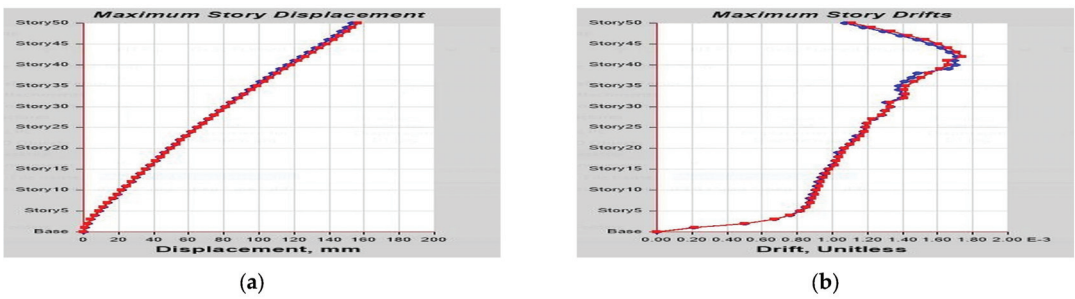 Maximum Story Displacement
Story50
Story45
Story40
Story35
Story30
Story25
Story20
Story15
Story10
Story5
Base
0 20 40 60 80 100 120 140 160 180 200
Displacement, mm
(a)
Maximum Story Drifts
Story50
Story45
Story40
Story35
Story30
Story25
Story20
Story15
Story10
Story5
Base
0.00 0.20 0.40 0.60 0.80 1.00 1.20 1.40 1.60 1.80 2.00 E-3
Drift, Unitless
(b)